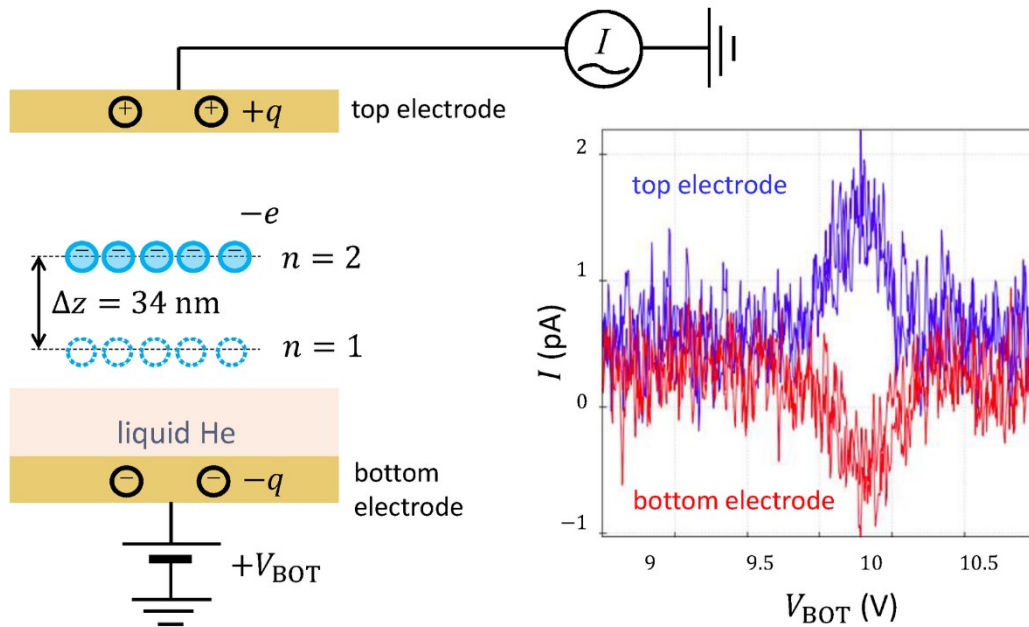 I
+ + +q
top electrode
−e
n = 2
Δz = 34 nm
n = 1
liquid He
− − −q
bottom
electrode
+V_BOT
2
1
0
−1
I (pA)
top electrode
bottom electrode
9 9.5 10 10.5
V_BOT (V)